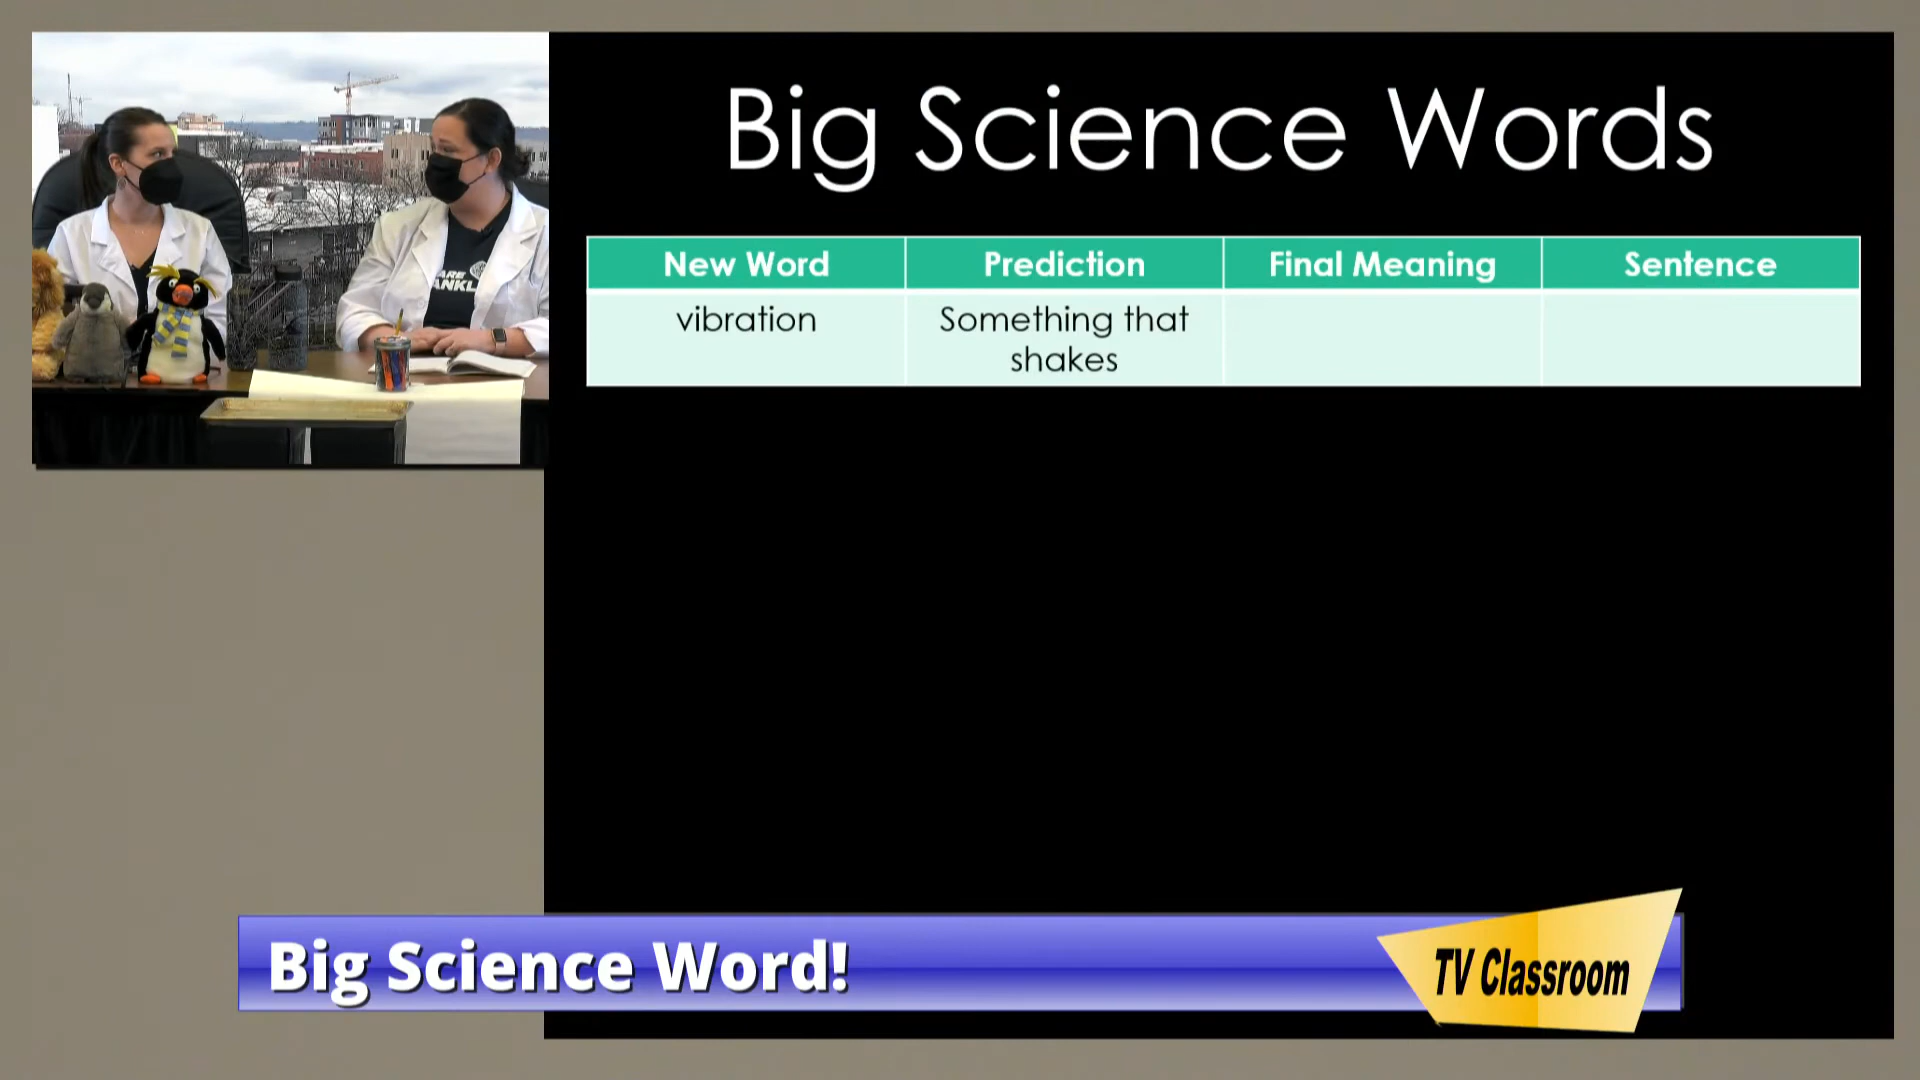 Big Science Words
New Word Prediction Final Meaning Sentence
vibration Something that
shakes
Big Science Word!
TV Classroom